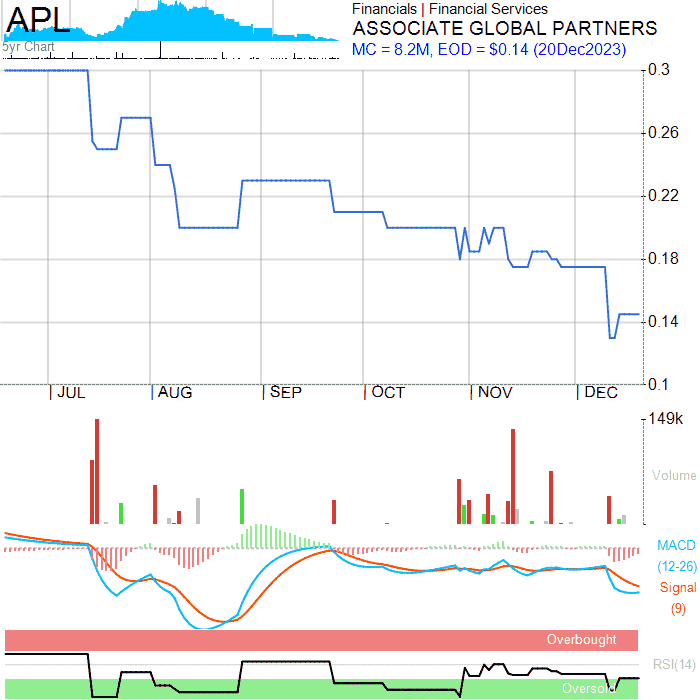 APL
5yr Chart
Financials | Financial Services
ASSOCIATE GLOBAL PARTNERS
MC = 8.2M, EOD = $0.14 (20Dec2023)
0.3
0.26
0.22
0.18
0.14
0.1
JUL AUG SEP OCT NOV DEC
149k
Volume
MACD
(12-26)
Signal
(9)
Overbought
RSI(14)
Oversold